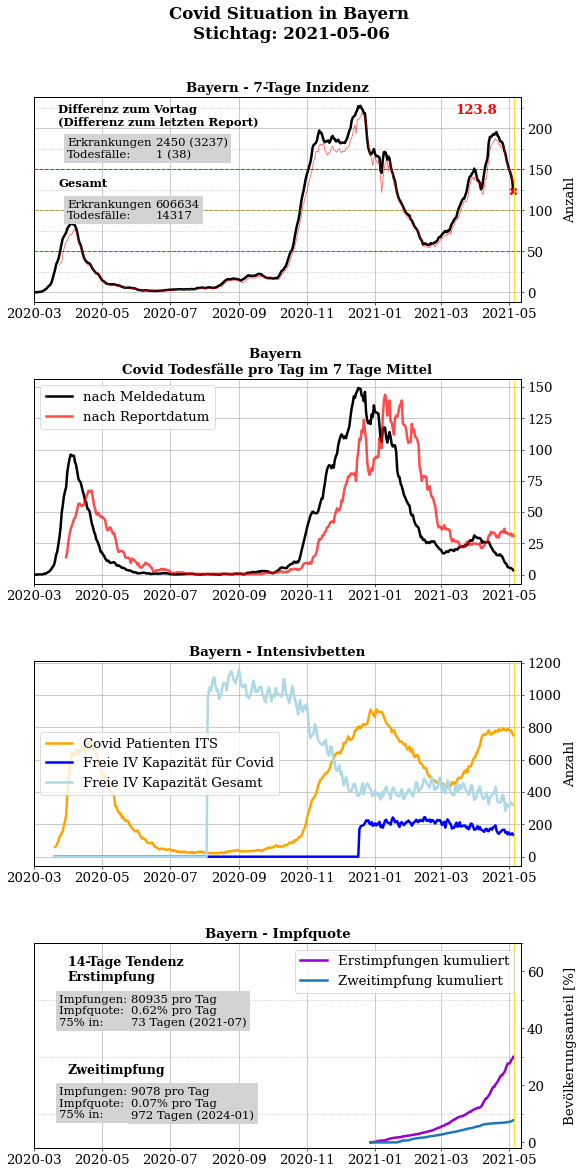 Covid Situation in Bayern
Stichtag: 2021-05-06
Bayern - 7-Tage Inzidenz
Differenz zum Vortag
(Differenz zum letzten Report)
Erkrankungen 2450 (3237)
Todesfälle: 1 (38)
Gesamt
Erkrankungen 606634
Todesfälle: 14317
123.8
200
150
100
50
0
Anzahl
2020-03 2020-05 2020-07 2020-09 2020-11 2021-01 2021-03 2021-05
Bayern
Covid Todesfälle pro Tag im 7 Tage Mittel
nach Meldedatum
nach Reportdatum
150
125
100
75
50
25
0
2020-03 2020-05 2020-07 2020-09 2020-11 2021-01 2021-03 2021-05
Bayern - Intensivbetten
Covid Patienten ITS
Freie IV Kapazität für Covid
Freie IV Kapazität Gesamt
1200
1000
800
600
400
200
0
Anzahl
2020-03 2020-05 2020-07 2020-09 2020-11 2021-01 2021-03 2021-05
Bayern - Impfquote
14-Tage Tendenz
Erstimpfung
Impfungen: 80935 pro Tag
Impfquote: 0.62% pro Tag
75% in: 73 Tagen (2021-07)
Zweitimpfung
Impfungen: 9078 pro Tag
Impfquote: 0.07% pro Tag
75% in: 972 Tagen (2024-01)
Erstimpfungen kumuliert
Zweitimpfung kumuliert
60
40
20
0
Bevölkerungsanteil [%]
2020-03 2020-05 2020-07 2020-09 2020-11 2021-01 2021-03 2021-05